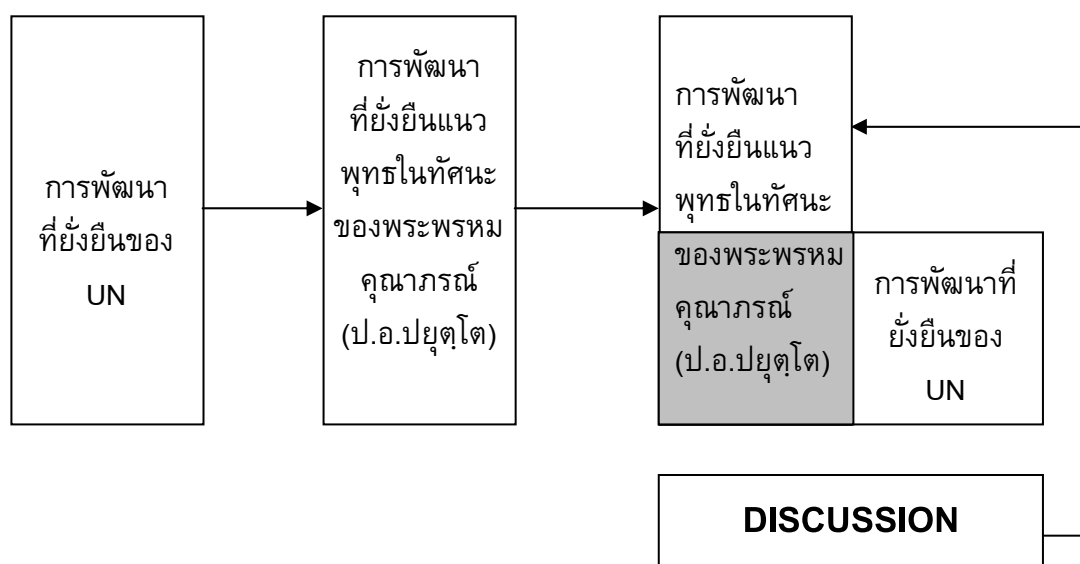 การพัฒนา
ที่ยั่งยืนของ
UN
การพัฒนา
ที่ยั่งยืนแนว
พุทธในทัศนะ
ของพระพรหม
คุณาภรณ์
(ป.อ.ปยุตฺโต)
การพัฒนา
ที่ยั่งยืนแนว
พุทธในทัศนะ
ของพระพรหม
คุณาภรณ์
(ป.อ.ปยุตฺโต)
การพัฒนาที่
ยั่งยืนของ
UN
DISCUSSION